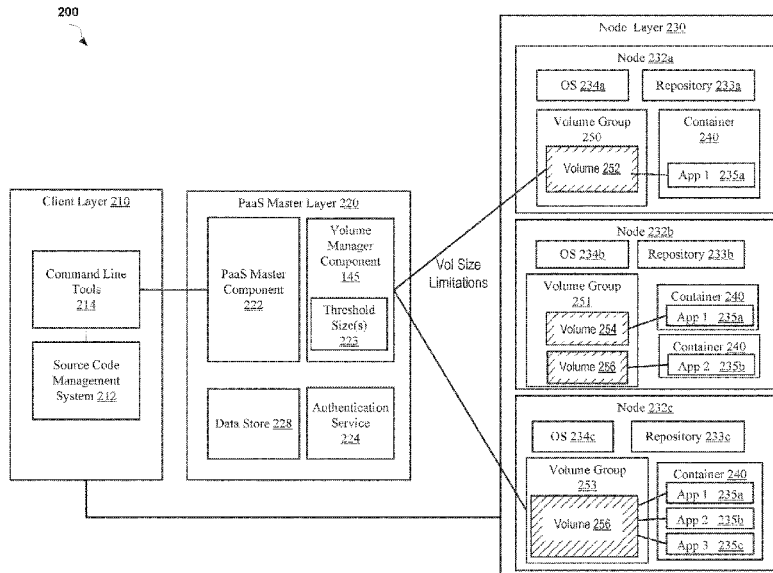 200
Client Layer 210
Command Line
Tools
214
Source Code
Management
System 212
PaaS Master Layer 220
PaaS Master
Component
222
Volume
Manager
Component
145
Threshold
Size(s)
223
Data Store 228
Authentication
Service
224
Vol Size
Limitations
Node Layer 230
Node 232a
OS 234a
Repository 233a
Volume Group
250
Volume 252
Container
240
App 1 235a
Node 232b
OS 234b
Repository 233b
Volume Group
251
Volume 254
Volume 256
Container 240
App 1 235a
Container 240
App 2 235b
Node 232c
OS 234c
Repository 233c
Volume Group
253
Volume 256
Container 240
App 1 235a
App 2 235b
App 3 235c